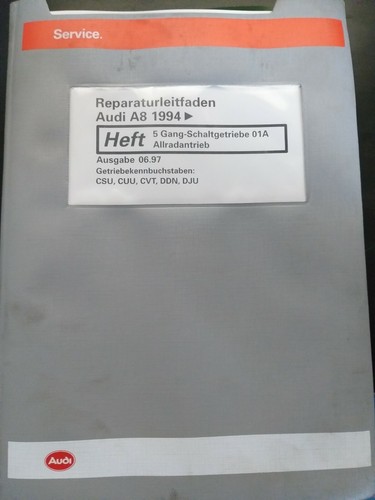 Service.
Reparaturleitfaden
Audi A8 1994 ►
Heft 5 Gang-Schaltgetriebe 01A
Allradantrieb
Ausgabe 06.97
Getriebekennbuchstaben:
CSU, CUU, CVT, DDN, DJU
Audi